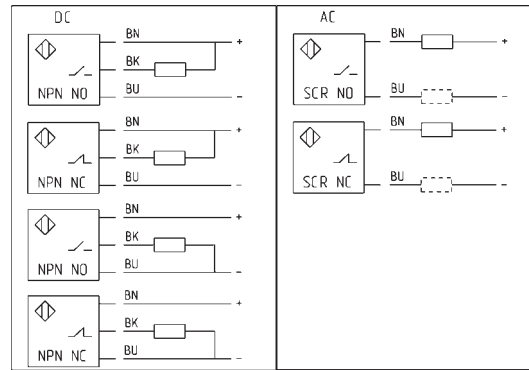 DC
BN
+
BK
BU
-
NPN NO
BN
+
BK
BU
-
NPN NC
BN
+
BK
BU
-
NPN NO
BN
+
BK
BU
-
NPN NC
AC
BN
+
BU
-
SCR NO
BN
+
BU
-
SCR NC